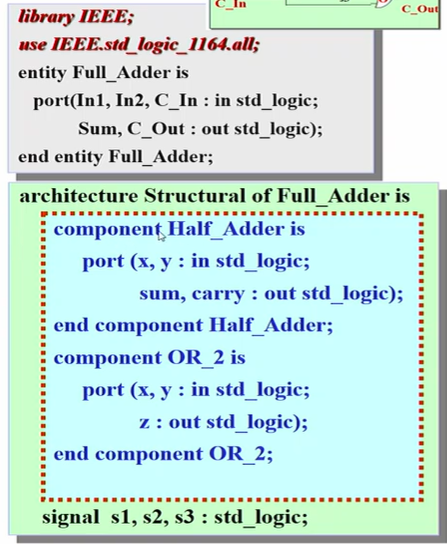 C_In
C_Out
library IEEE;
use IEEE.std_logic_1164.all;
entity Full_Adder is
port(In1, In2, C_In : in std_logic;
Sum, C_Out : out std_logic);
end entity Full_Adder;
architecture Structural of Full_Adder is
component Half_Adder is
port (x, y : in std_logic;
sum, carry : out std_logic);
end component Half_Adder;
component OR_2 is
port (x, y : in std_logic;
z : out std_logic);
end component OR_2;
signal s1, s2, s3 : std_logic;